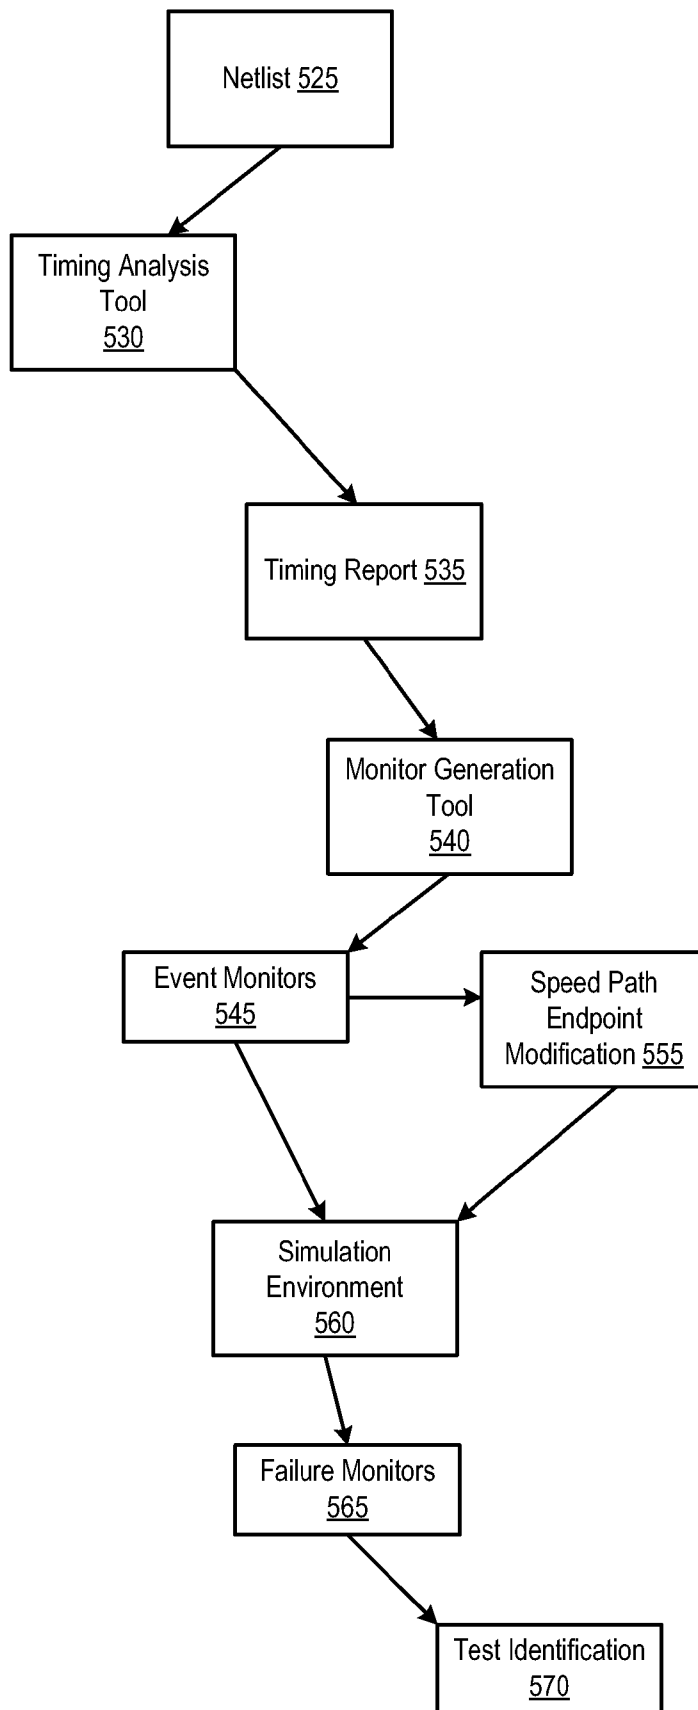 Netlist 525
Timing Analysis
Tool
530
Timing Report 535
Monitor Generation
Tool
540
Event Monitors
545
Speed Path
Endpoint
Modification 555
Simulation
Environment
560
Failure Monitors
565
Test Identification
570